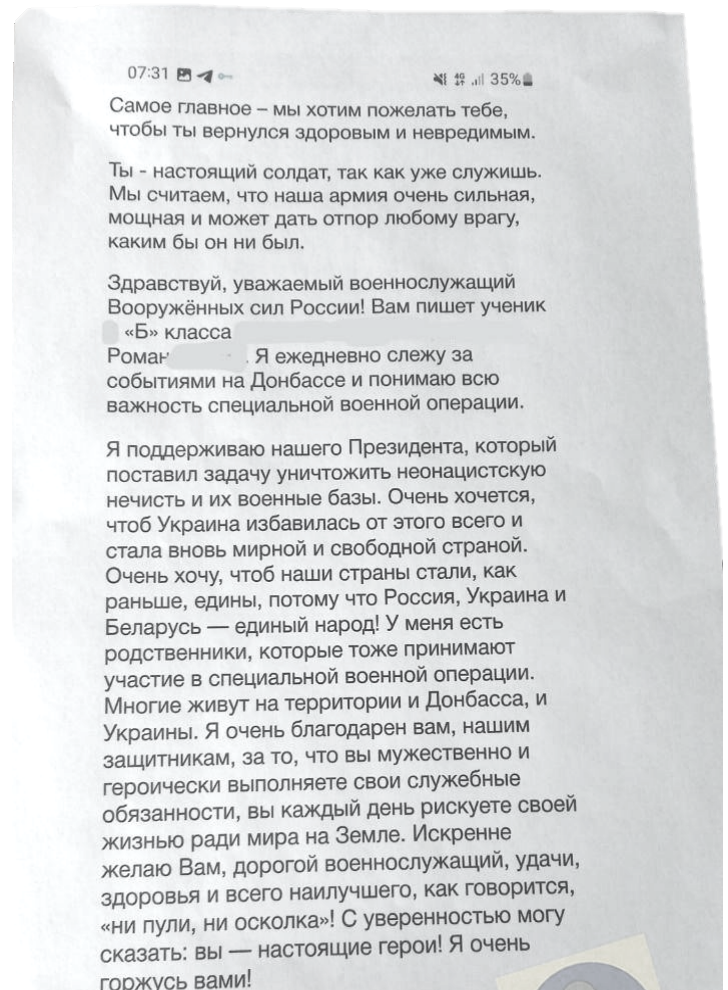 07:31 4G 35%
Самое главное – мы хотим пожелать тебе,
чтобы ты вернулся здоровым и невредимым.
Ты - настоящий солдат, так как уже служишь.
Мы считаем, что наша армия очень сильная,
мощная и может дать отпор любому врагу,
каким бы он ни был.
Здравствуй, уважаемый военнослужащий
Вооружённых сил России! Вам пишет ученик
«Б» класса
Роман . Я ежедневно слежу за
событиями на Донбассе и понимаю всю
важность специальной военной операции.
Я поддерживаю нашего Президента, который
поставил задачу уничтожить неонацистскую
нечисть и их военные базы. Очень хочется,
чтоб Украина избавилась от этого всего и
стала вновь мирной и свободной страной.
Очень хочу, чтоб наши страны стали, как
раньше, едины, потому что Россия, Украина и
Беларусь — единый народ! У меня есть
родственники, которые тоже принимают
участие в специальной военной операции.
Многие живут на территории и Донбасса, и
Украины. Я очень благодарен вам, нашим
защитникам, за то, что вы мужественно и
героически выполняете свои служебные
обязанности, вы каждый день рискуете своей
жизнью ради мира на Земле. Искренне
желаю Вам, дорогой военнослужащий, удачи,
здоровья и всего наилучшего, как говорится,
«ни пули, ни осколка»! С уверенностью могу
сказать: вы — настоящие герои! Я очень
горжусь вами!